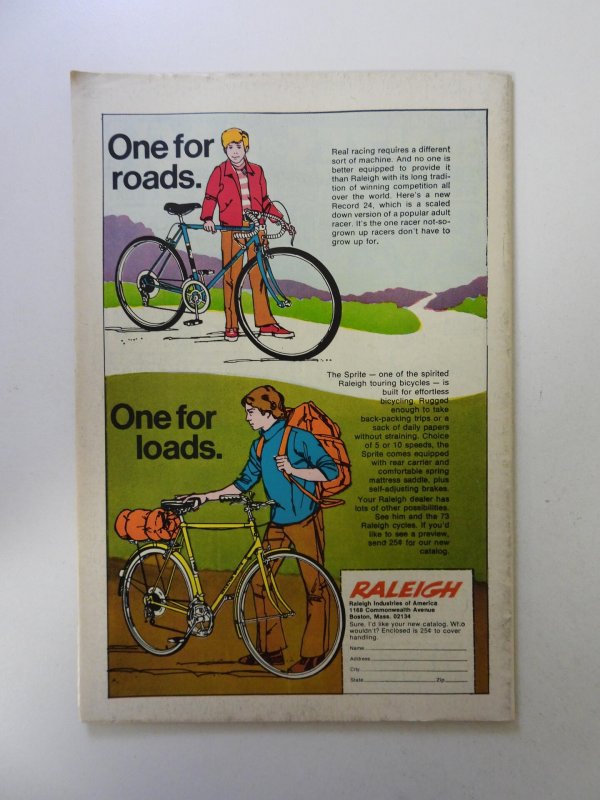 One for
roads.
Real racing requires a different
sort of machine. And no one is
better equipped to provide it
than Raleigh with its long tradi-
tion of winning competition all
over the world. Here's a new
Record 24, which is a scaled
down version of a popular adult
racer. It's the one racer not-so-
grown up racers don't have to
grow up for.
The Sprite — one of the spirited
Raleigh touring bicycles — is
built for effortless
bicycling. Rugged
enough to take
back-packing trips or a
sack of daily papers
without straining. Choice
of 5 or 10 speeds, the
Sprite comes equipped
with rear carrier and
comfortable spring
mattress saddle, plus
self-adjusting brakes.
Your Raleigh dealer has
lots of other possibilities.
See him and the 73
Raleigh cycles. If you'd
like to see a preview,
send 25¢ for our new
catalog.
One for
loads.
RALEIGH
Raleigh Industries of America
1168 Commonwealth Avenue
Boston, Mass. 02134
Sure, I'd like your new catalog. Who
wouldn't? Enclosed is 25¢ to cover
handling.
Name
Address
City
State Zip